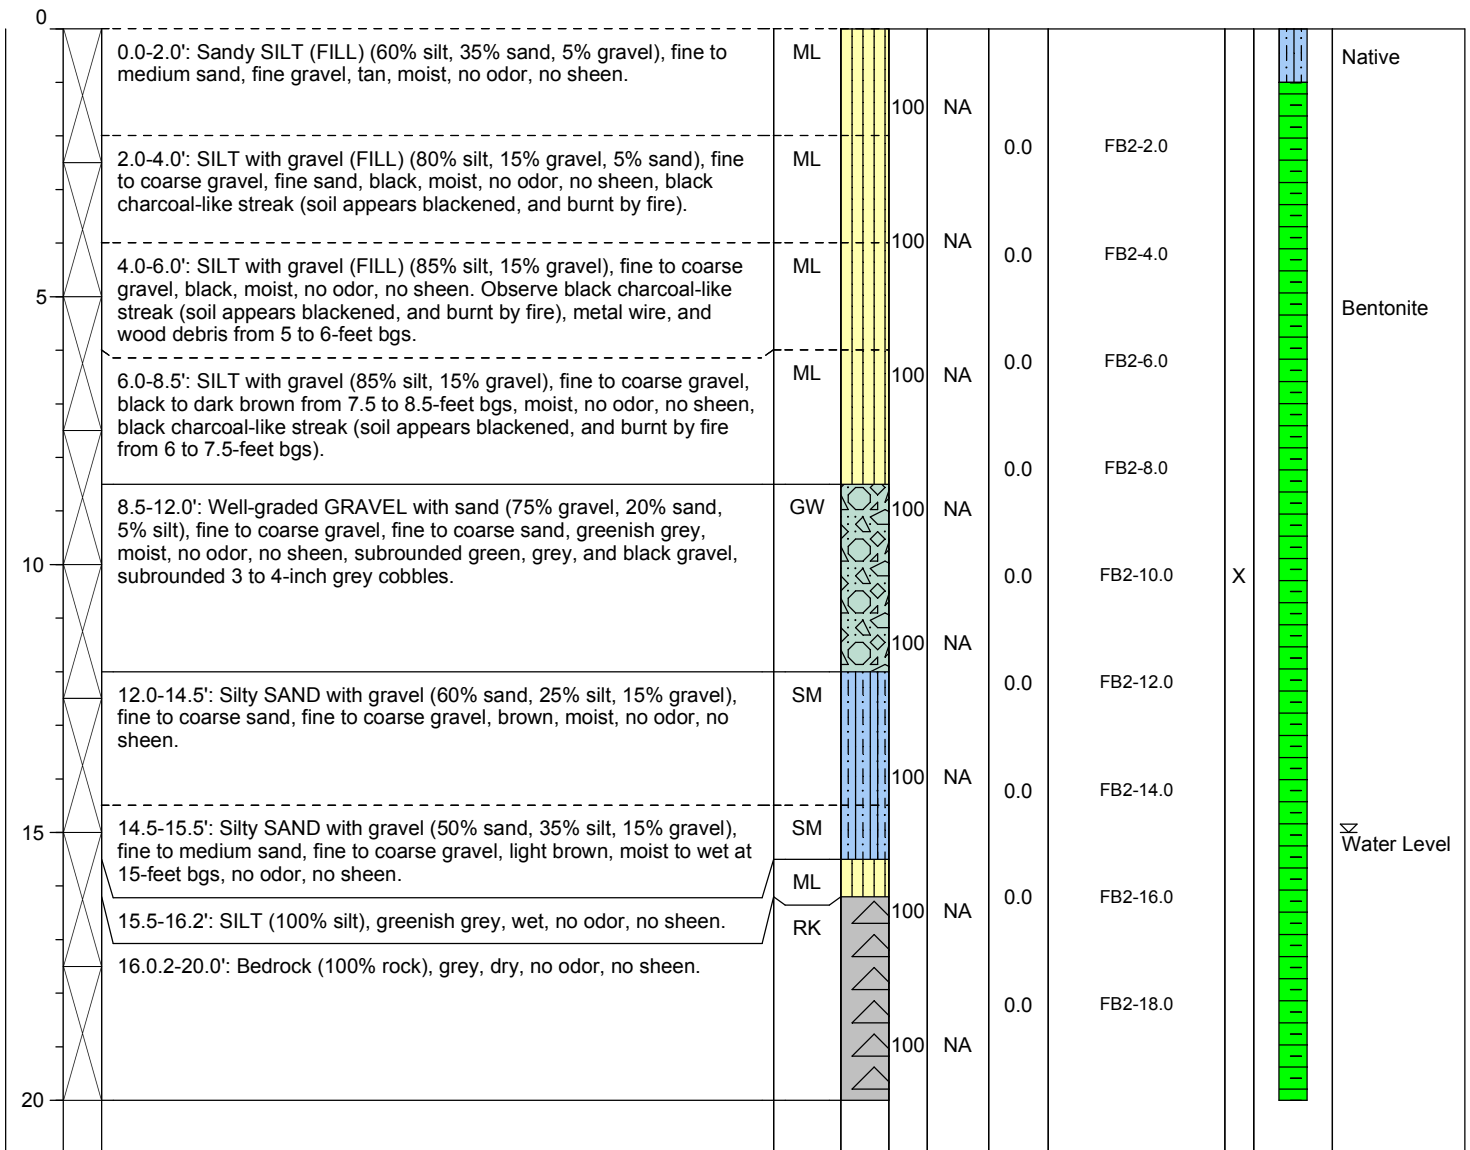 0
0.0-2.0': Sandy SILT (FILL) (60% silt, 35% sand, 5% gravel), fine to
medium sand, fine gravel, tan, moist, no odor, no sheen.
ML
Native
100 NA
0.0 FB2-2.0
2.0-4.0': SILT with gravel (FILL) (80% silt, 15% gravel, 5% sand), fine
to coarse gravel, fine sand, black, moist, no odor, no sheen, black
charcoal-like streak (soil appears blackened, and burnt by fire).
ML
100 NA
0.0 FB2-4.0
4.0-6.0': SILT with gravel (FILL) (85% silt, 15% gravel), fine to coarse
gravel, black, moist, no odor, no sheen. Observe black charcoal-like
streak (soil appears blackened, and burnt by fire), metal wire, and
wood debris from 5 to 6-feet bgs.
ML
5
Bentonite
0.0 FB2-6.0
6.0-8.5': SILT with gravel (85% silt, 15% gravel), fine to coarse gravel,
black to dark brown from 7.5 to 8.5-feet bgs, moist, no odor, no sheen,
black charcoal-like streak (soil appears blackened, and burnt by fire
from 6 to 7.5-feet bgs).
ML
100 NA
0.0 FB2-8.0
8.5-12.0': Well-graded GRAVEL with sand (75% gravel, 20% sand,
5% silt), fine to coarse gravel, fine to coarse sand, greenish grey,
moist, no odor, no sheen, subrounded green, grey, and black gravel,
subrounded 3 to 4-inch grey cobbles.
GW
100 NA
10
0.0 FB2-10.0 X
100 NA
0.0 FB2-12.0
12.0-14.5': Silty SAND with gravel (60% sand, 25% silt, 15% gravel),
fine to coarse sand, fine to coarse gravel, brown, moist, no odor, no
sheen.
SM
100 NA
0.0 FB2-14.0
14.5-15.5': Silty SAND with gravel (50% sand, 35% silt, 15% gravel),
fine to medium sand, fine to coarse gravel, light brown, moist to wet at
15-feet bgs, no odor, no sheen.
SM
15
Water Level
ML
0.0 FB2-16.0
15.5-16.2': SILT (100% silt), greenish grey, wet, no odor, no sheen.
100 NA
RK
16.0.2-20.0': Bedrock (100% rock), grey, dry, no odor, no sheen.
0.0 FB2-18.0
100 NA
20